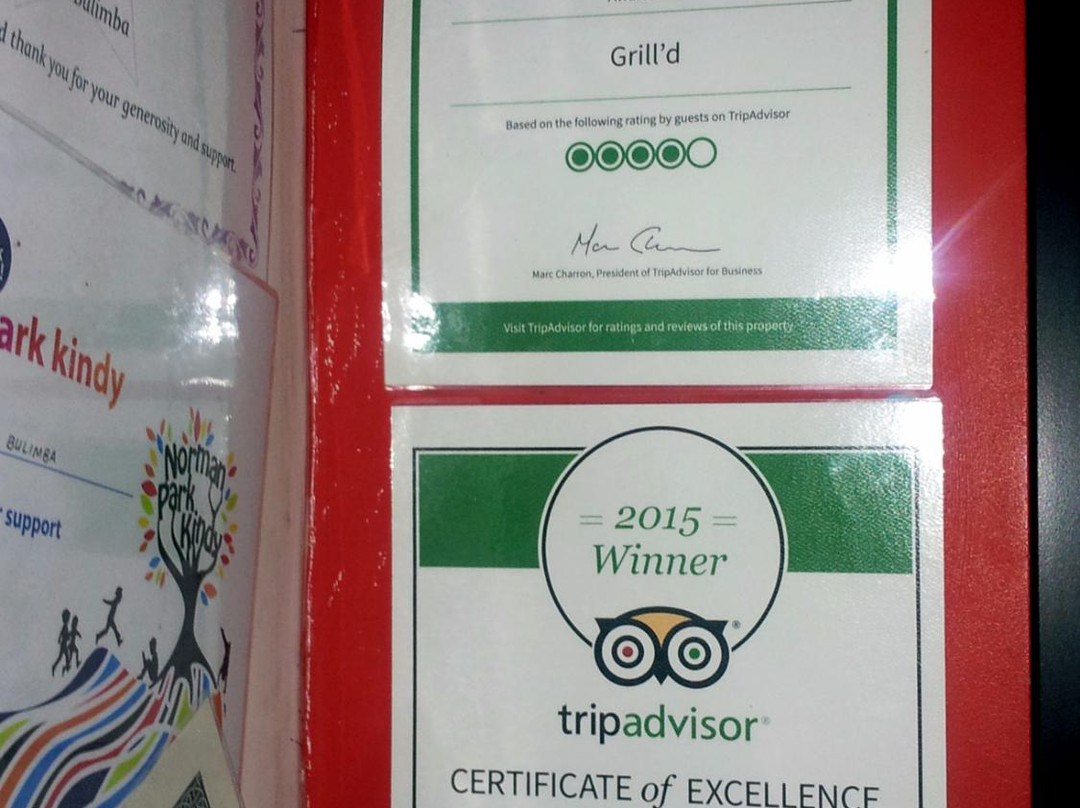 Bulimba
thank you for your generosity and support.
ark kindy
BULIMBA
support
Norman
park
Kindy
Grill'd
Based on the following rating by guests on TripAdvisor
Marc Charron, President of TripAdvisor for Business
Visit TripAdvisor for ratings and reviews of this property
= 2015 =
Winner
tripadvisor®
CERTIFICATE of EXCELLENCE